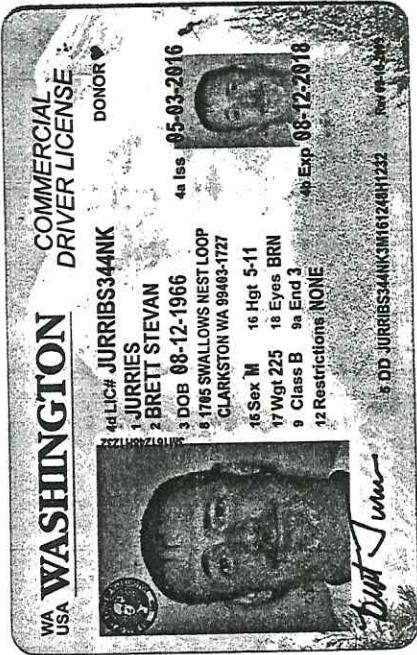 WA
USA
WASHINGTON
COMMERCIAL
DRIVER LICENSE
DONOR
4d LIC# JURRIBS344NK
1 JURRIES
2 BRETT STEVAN
3 DOB 08-12-1966
8 1705 SWALLOWS NEST LOOP
CLARKSTON WA 99403-1727
15 Sex M 16 Hgt 5-11
17 Wgt 225 18 Eyes BRN
9 Class B 9a End 3
12 Restrictions NONE
4a Iss 05-03-2016
4b Exp 08-12-2018
5 DD JURRIBS344NK3M161248H1232
3M161248H1232